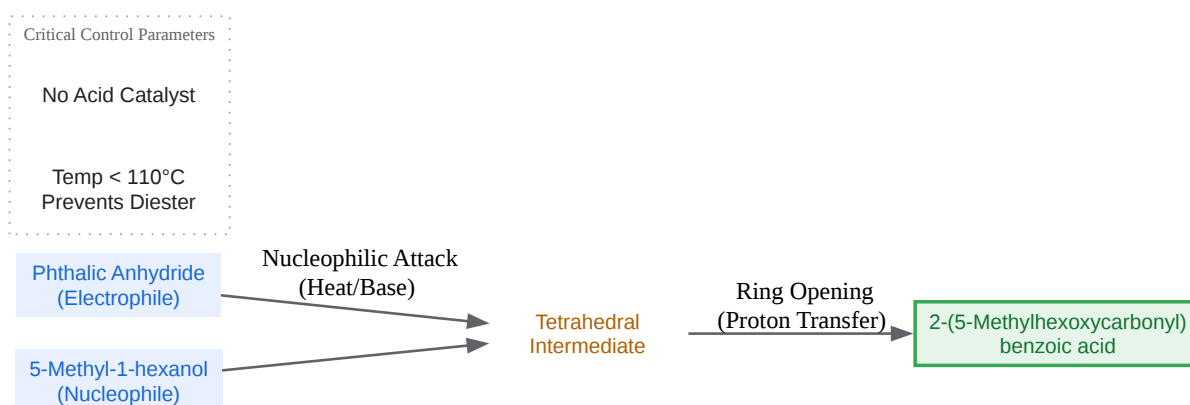 Critical Control Parameters
No Acid Catalyst
Temp < 110°C
Prevents Diester
Phthalic Anhydride
(Electrophile)
Nucleophilic Attack
(Heat/Base)
5-Methyl-1-hexanol
(Nucleophile)
Tetrahedral
Intermediate
Ring Opening
(Proton Transfer)
2-(5-Methylhexoxycarbonyl)
benzoic acid